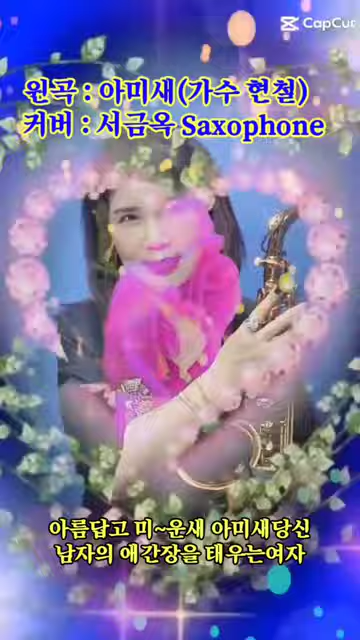 CapCut
원곡 : 아미새(가수 현철)
커버 : 서금옥 Saxophone
아름답고 미~운새 아미새당신
남자의 애간장을 태우는여자